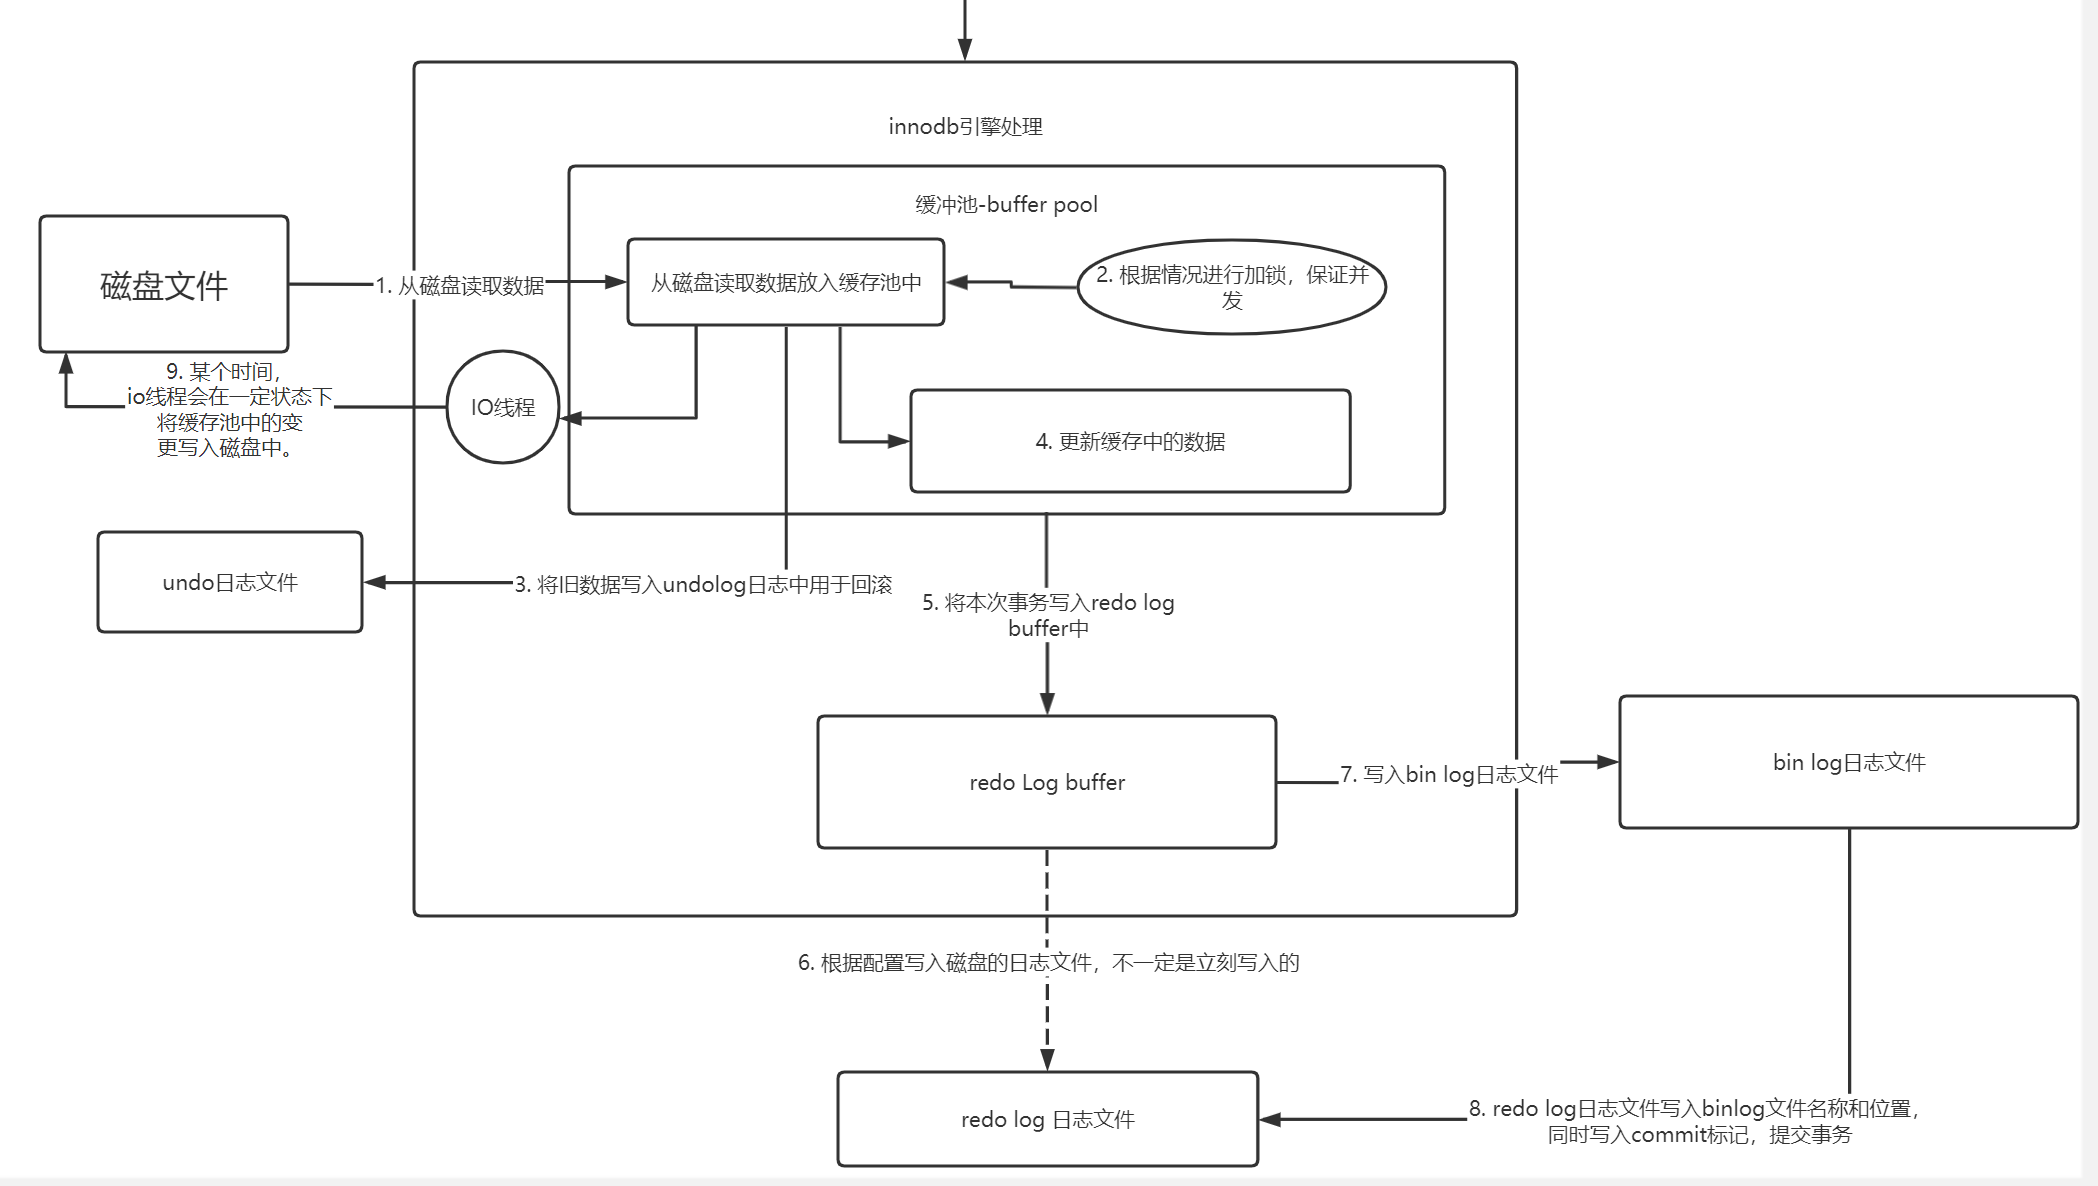 innodb引擎处理
缓冲池-buffer pool
磁盘文件
1. 从磁盘读取数据
从磁盘读取数据放入缓存池中
2. 根据情况进行加锁，保证并
发
9. 某个时间，
io线程会在一定状态下
将缓存池中的变
更写入磁盘中。
IO线程
4. 更新缓存中的数据
undo日志文件
3. 将旧数据写入undolog日志中用于回滚
5. 将本次事务写入redo log
buffer中
redo Log buffer
7. 写入bin log日志文件
bin log日志文件
6. 根据配置写入磁盘的日志文件，不一定是立刻写入的
redo log 日志文件
8. redo log日志文件写入binlog文件名称和位置，
同时写入commit标记，提交事务